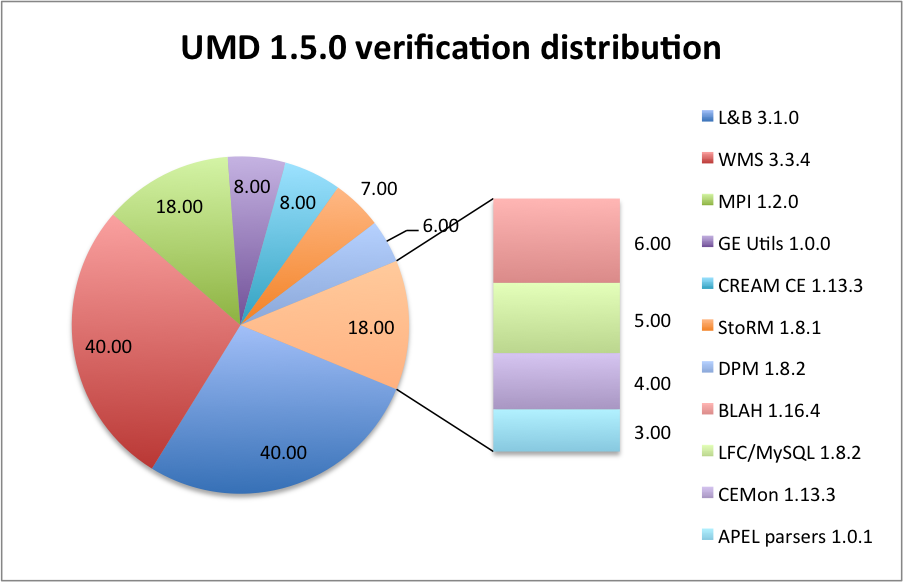 UMD 1.5.0 verification distribution
40.00
40.00
18.00
8.00
8.00
7.00
6.00
18.00
6.00
5.00
4.00
3.00
L&B 3.1.0
WMS 3.3.4
MPI 1.2.0
GE Utils 1.0.0
CREAM CE 1.13.3
StoRM 1.8.1
DPM 1.8.2
BLAH 1.16.4
LFC/MySQL 1.8.2
CEMon 1.13.3
APEL parsers 1.0.1